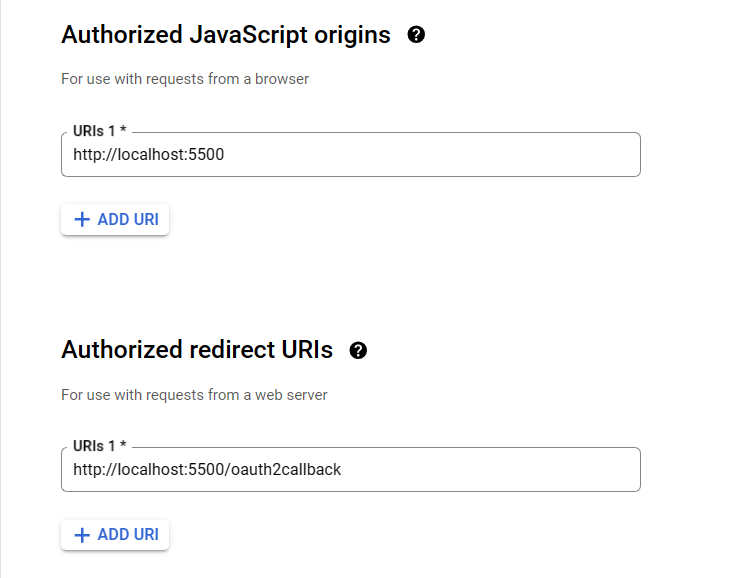 Authorized JavaScript origins
For use with requests from a browser
URIs 1 *
http://localhost:5500
ADD URI
Authorized redirect URIs
For use with requests from a web server
URIs 1 *
http://localhost:5500/oauth2callback
ADD URI